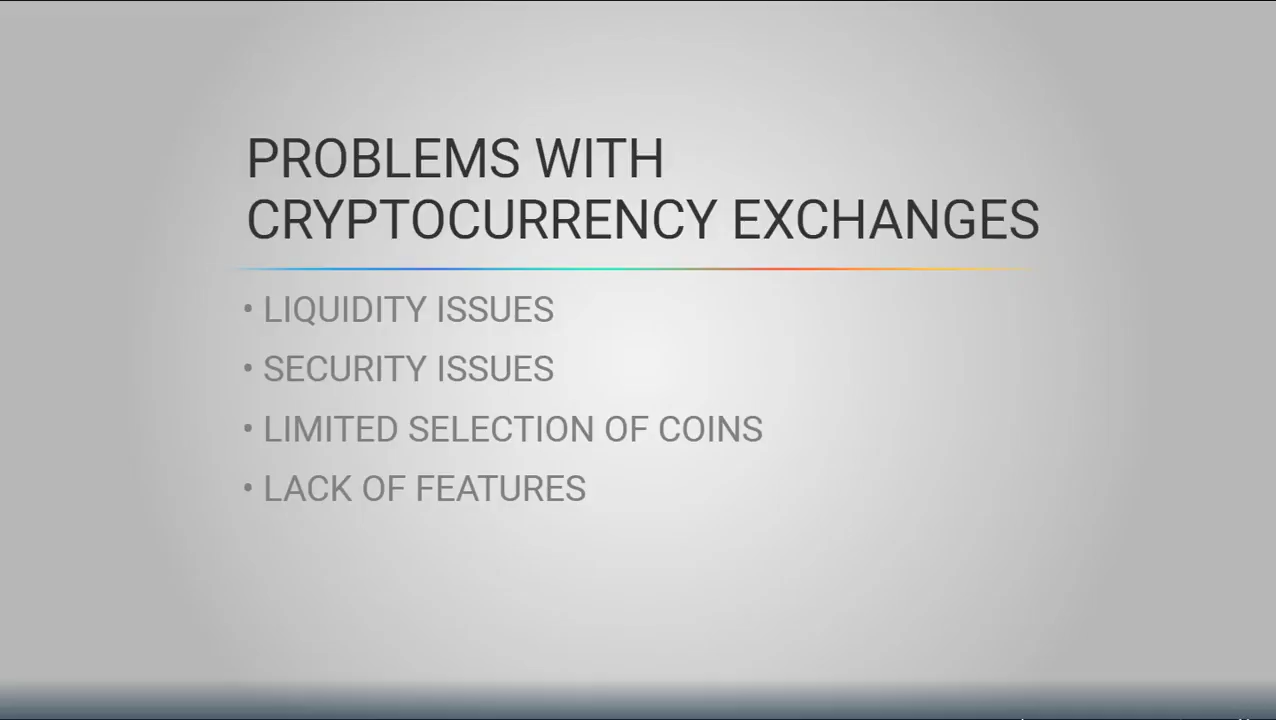 PROBLEMS WITH
CRYPTOCURRENCY EXCHANGES
• LIQUIDITY ISSUES
• SECURITY ISSUES
• LIMITED SELECTION OF COINS
• LACK OF FEATURES